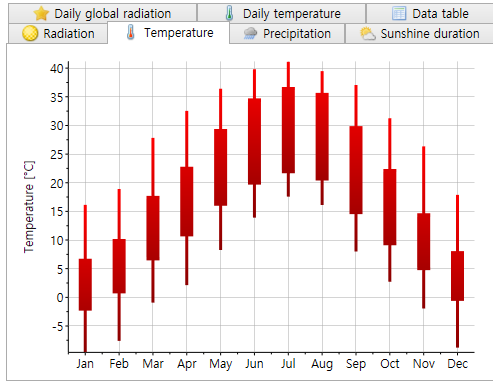 Daily global radiation Daily temperature Data table
Radiation Temperature Precipitation Sunshine duration
Temperature [°C]
40
35
30
25
20
15
10
5
0
-5
Jan Feb Mar Apr May Jun Jul Aug Sep Oct Nov Dec